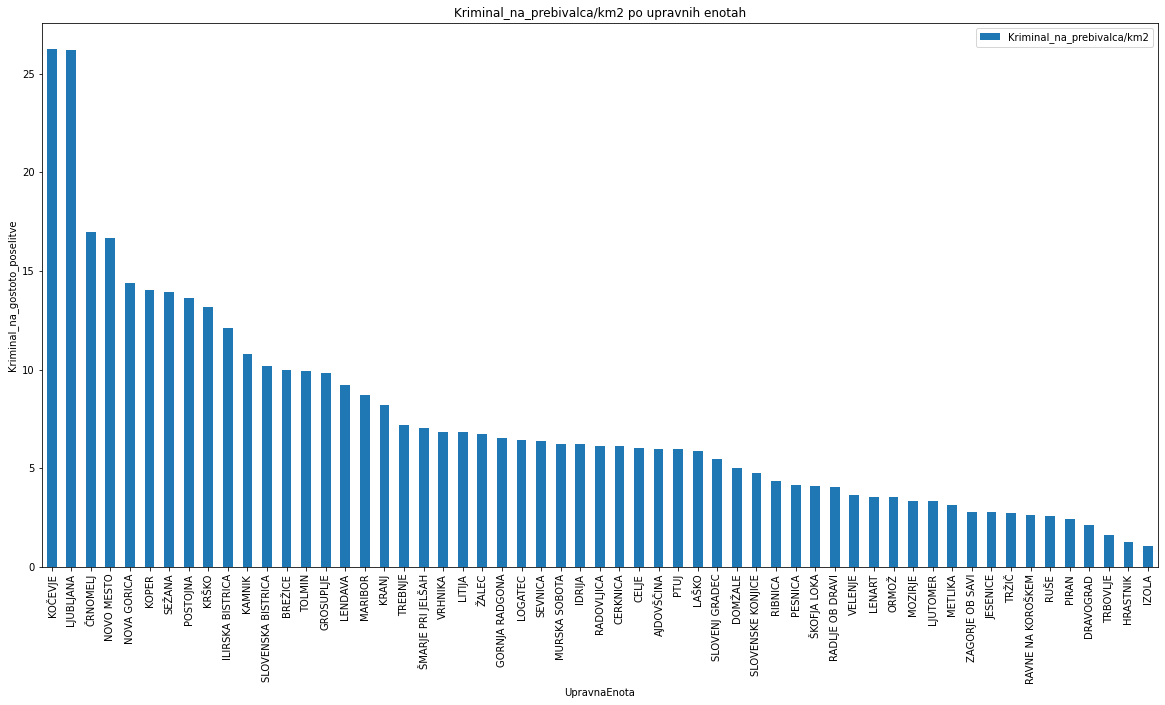 Kriminal_na_prebivalca/km2 po upravnih enotah
Kriminal_na_prebivalca/km2
Kriminal_na_gostoto_poselitve
25
20
15
10
5
0
KOČEVJE
LJUBLJANA
ČRNOMELJ
NOVO MESTO
NOVA GORICA
KOPER
SEŽANA
POSTOJNA
KRŠKO
ILIRSKA BISTRICA
KAMNIK
SLOVENSKA BISTRICA
BREŽICE
TOLMIN
GROSUPLJE
LENDAVA
MARIBOR
KRANJ
TREBNJE
ŠMARJE PRI JELŠAH
VRHNIKA
LITIJA
ŽALEC
GORNJA RADGONA
LOGATEC
SEVNICA
MURSKA SOBOTA
IDRIJA
RADOVLJICA
CERKNICA
CELJE
AJDOVŠČINA
PTUJ
LAŠKO
SLOVENJ GRADEC
DOMŽALE
SLOVENSKE KONJICE
RIBNICA
PESNICA
ŠKOFJA LOKA
RADLJE OB DRAVI
VELENJE
LENART
ORMOŽ
MOZIRJE
LJUTOMER
METLIKA
ZAGORJE OB SAVI
JESENICE
TRŽIČ
RAVNE NA KOROŠKEM
RUŠE
PIRAN
DRAVOGRAD
TRBOVLJE
HRASTNIK
IZOLA
UpravnaEnota